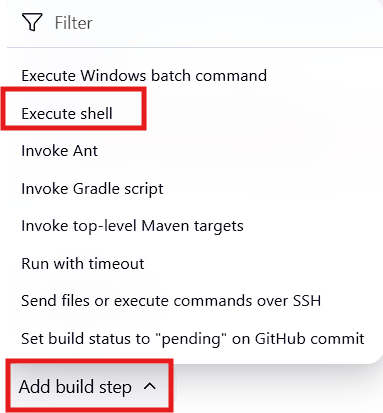 Filter
Execute Windows batch command
Execute shell
Invoke Ant
Invoke Gradle script
Invoke top-level Maven targets
Run with timeout
Send files or execute commands over SSH
Set build status to "pending" on GitHub commit
Add build step